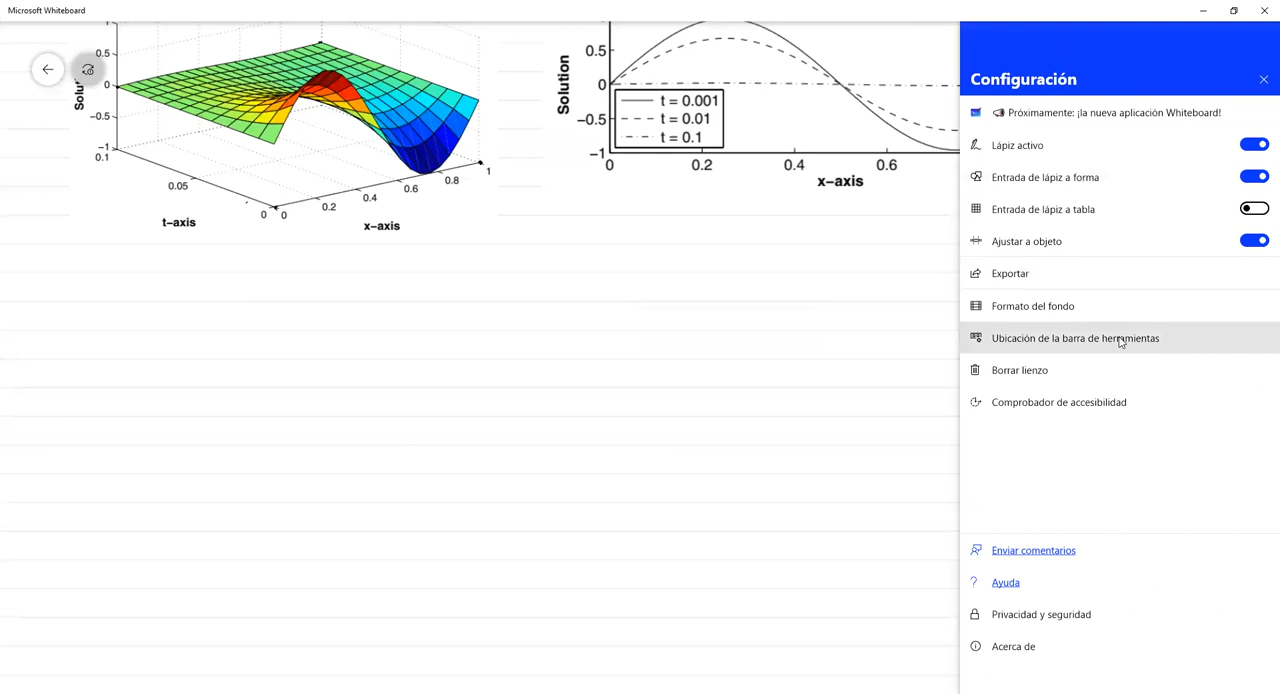 Microsoft Whiteboard
0.5
0
−0.5
−1
0.1
0.05
0
t−axis
0
0.2
0.4
0.6
0.8
1
x−axis
Solution
0.5
0
−0.5
−1
t = 0.001
t = 0.01
t = 0.1
0
0.2
0.4
0.6
x−axis
Configuración
Próximamente: ¡la nueva aplicación Whiteboard!
Lápiz activo
Entrada de lápiz a forma
Entrada de lápiz a tabla
Ajustar a objeto
Exportar
Formato del fondo
Ubicación de la barra de herramientas
Borrar lienzo
Comprobador de accesibilidad
Enviar comentarios
Ayuda
Privacidad y seguridad
Acerca de